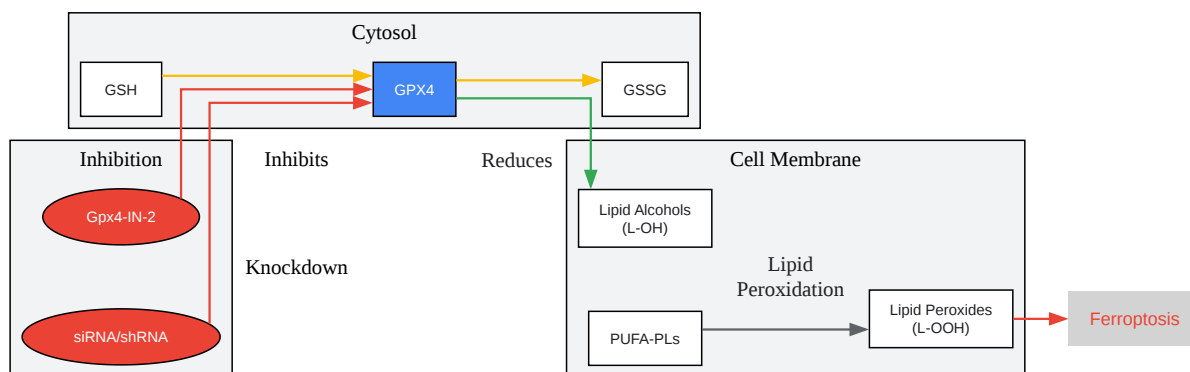 Cytosol
GSH
GPX4
GSSG
Inhibition
Inhibits
Reduces
Cell Membrane
Gpx4-IN-2
Lipid Alcohols
(L-OH)
Knockdown
Lipid
Peroxidation
siRNA/shRNA
PUFA-PLs
Lipid Peroxides
(L-OOH)
Ferroptosis